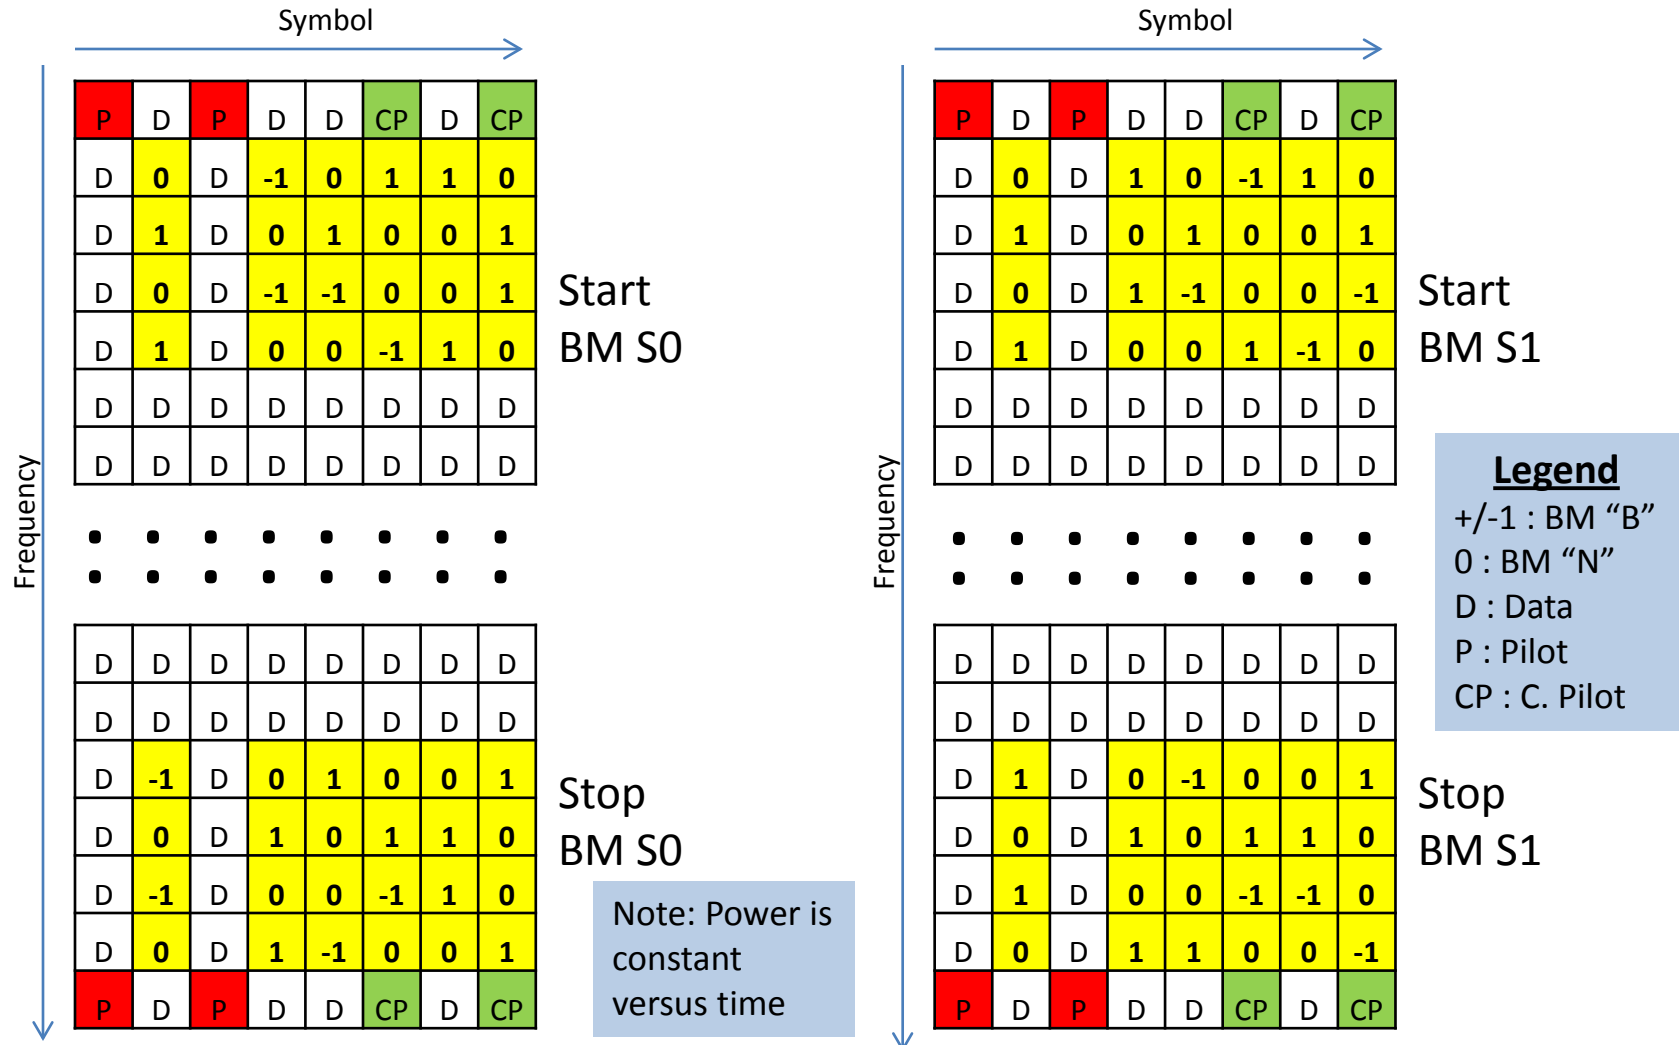 Symbol
P D P D D CP D CP
D 0 D -1 0 1 1 0
D 1 D 0 1 0 0 1
D 0 D -1 -1 0 0 1
D 1 D 0 0 -1 1 0
D D D D D D D D
D D D D D D D D
Start
BM S0
Frequency
D D D D D D D D
D D D D D D D D
D -1 D 0 1 0 0 1
D 0 D 1 0 1 1 0
D -1 D 0 0 -1 1 0
D 0 D 1 -1 0 0 1
P D P D D CP D CP
Stop
BM S0
Note: Power is
constant
versus time
Symbol
P D P D D CP D CP
D 0 D 1 0 -1 1 0
D 1 D 0 1 0 0 1
D 0 D 1 -1 0 0 -1
D 1 D 0 0 1 -1 0
D D D D D D D D
D D D D D D D D
Start
BM S1
Frequency
D D D D D D D D
D D D D D D D D
D 1 D 0 -1 0 0 1
D 0 D 1 0 1 1 0
D 1 D 0 0 -1 -1 0
D 0 D 1 1 0 0 -1
P D P D D CP D CP
Stop
BM S1
Legend
+/-1 : BM “B”
0 : BM “N”
D : Data
P : Pilot
CP : C. Pilot